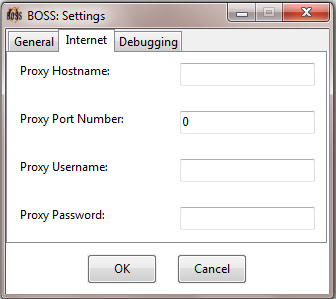 BOSS: Settings
General Internet Debugging
Proxy Hostname:
Proxy Port Number: 0
Proxy Username:
Proxy Password:
OK Cancel